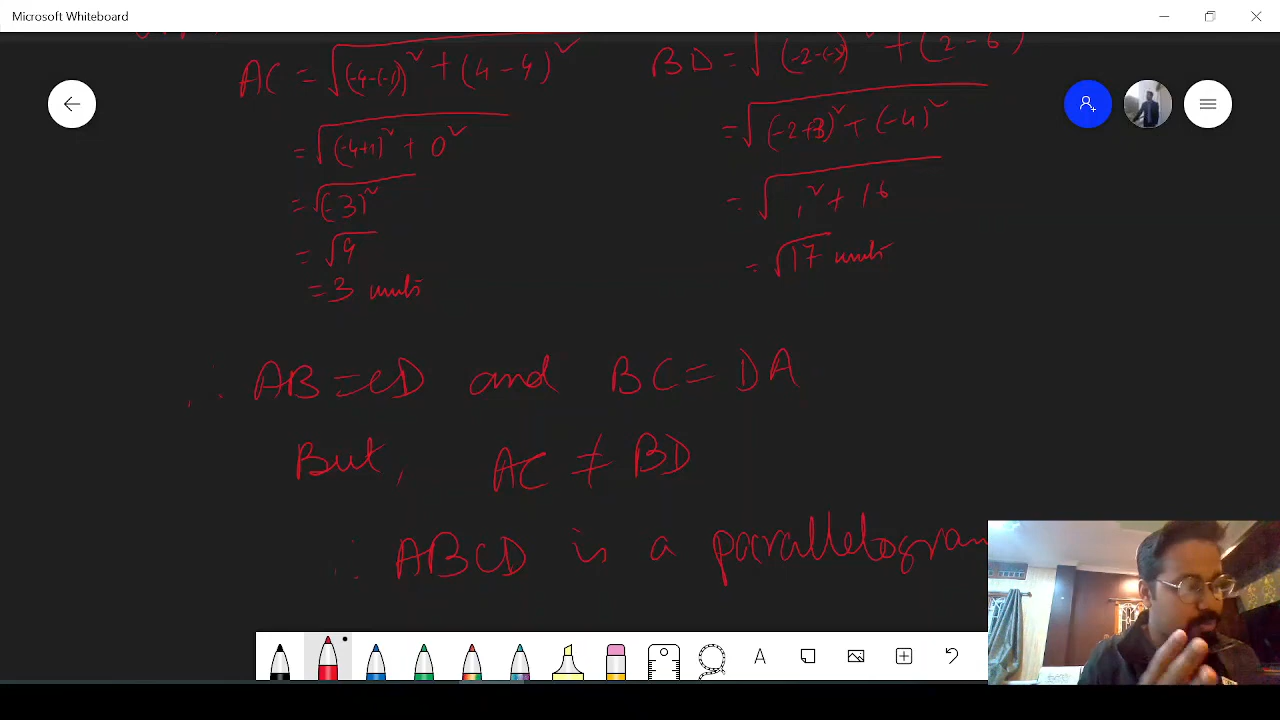 Microsoft Whiteboard
AC = √(-4-(-1))² + (4-4)²
= √(-4+1)² + 0²
= √(-3)²
= √9
= 3 units
BD = √(-2-(-3))² + (2-6)
= √(-2+3)² + (-4)²
= √1² + 16
= √17 units
∴ AB = CD and BC = DA
But, AC ≠ BD
∴ ABCD is a parallelogram